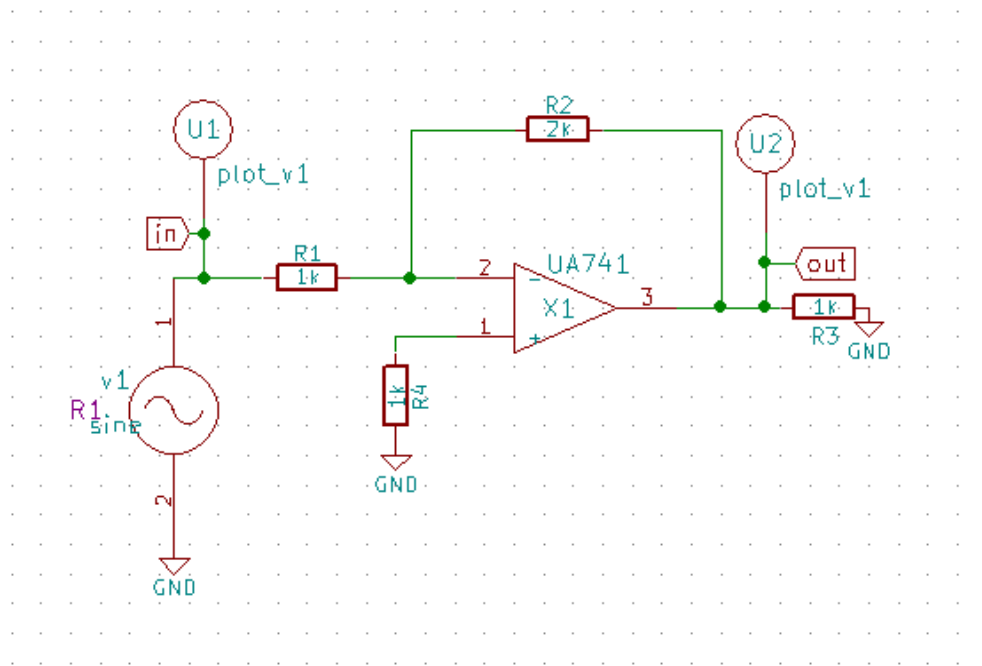 R2
2k
U1
U2
plot_v1
plot_v1
in
R1
1k
2
UA741
-
out
X1
3
1k
1
+
R3
GND
1
v1
R1
sine
1k
R4
GND
2
GND